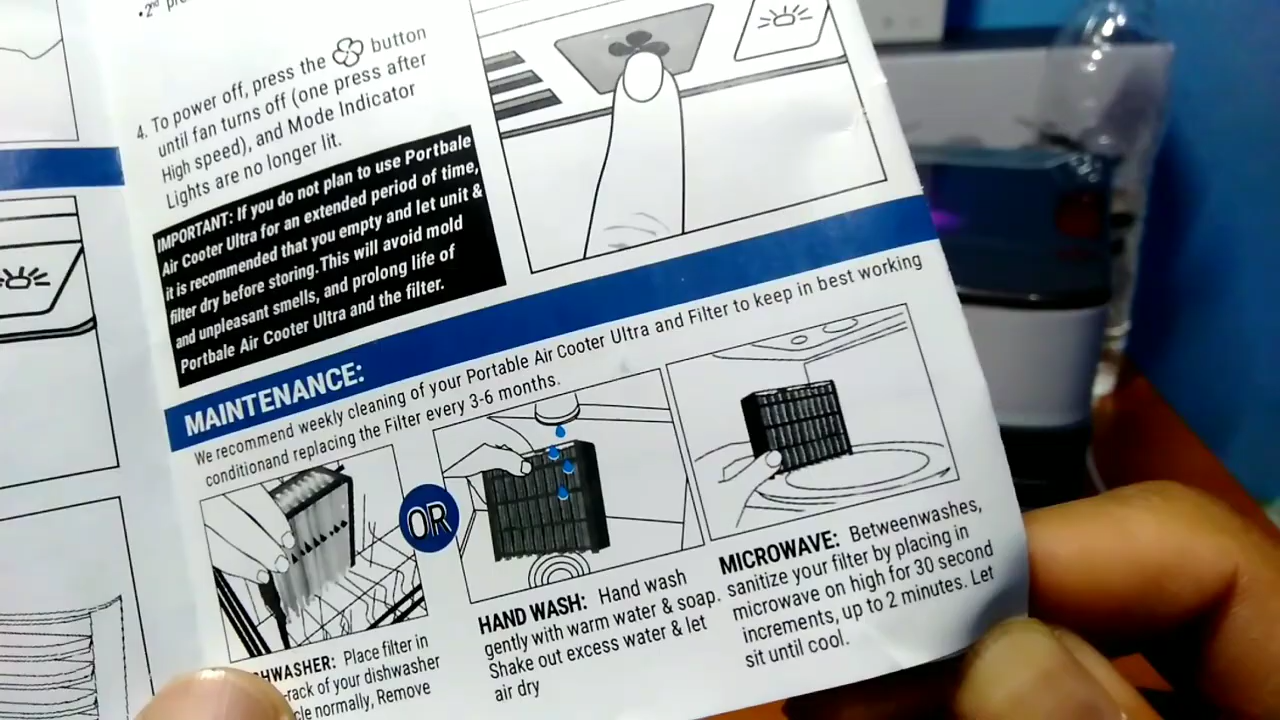 •2nd
4. To power off, press the button
until fan turns off (one press after
High speed), and Mode Indicator
Lights are no longer lit.
IMPORTANT: If you do not plan to use Portbale
Air Cooter Ultra for an extended period of time,
it is recommended that you empty and let unit &
filter dry before storing. This will avoid mold
and unpleasant smells, and prolong life of
Portbale Air Cooter Ultra and the filter.
MAINTENANCE:
We recommend weekly cleaning of your Portable Air Cooter Ultra and Filter to keep in best working
conditionand replacing the Filter every 3-6 months.
OR
HWASHER: Place filter in
rack of your dishwasher
cle normally, Remove
HAND WASH: Hand wash
gently with warm water & soap.
Shake out excess water & let
air dry
MICROWAVE: Betweenwashes,
sanitize your filter by placing in
microwave on high for 30 second
increments, up to 2 minutes. Let
sit until cool.